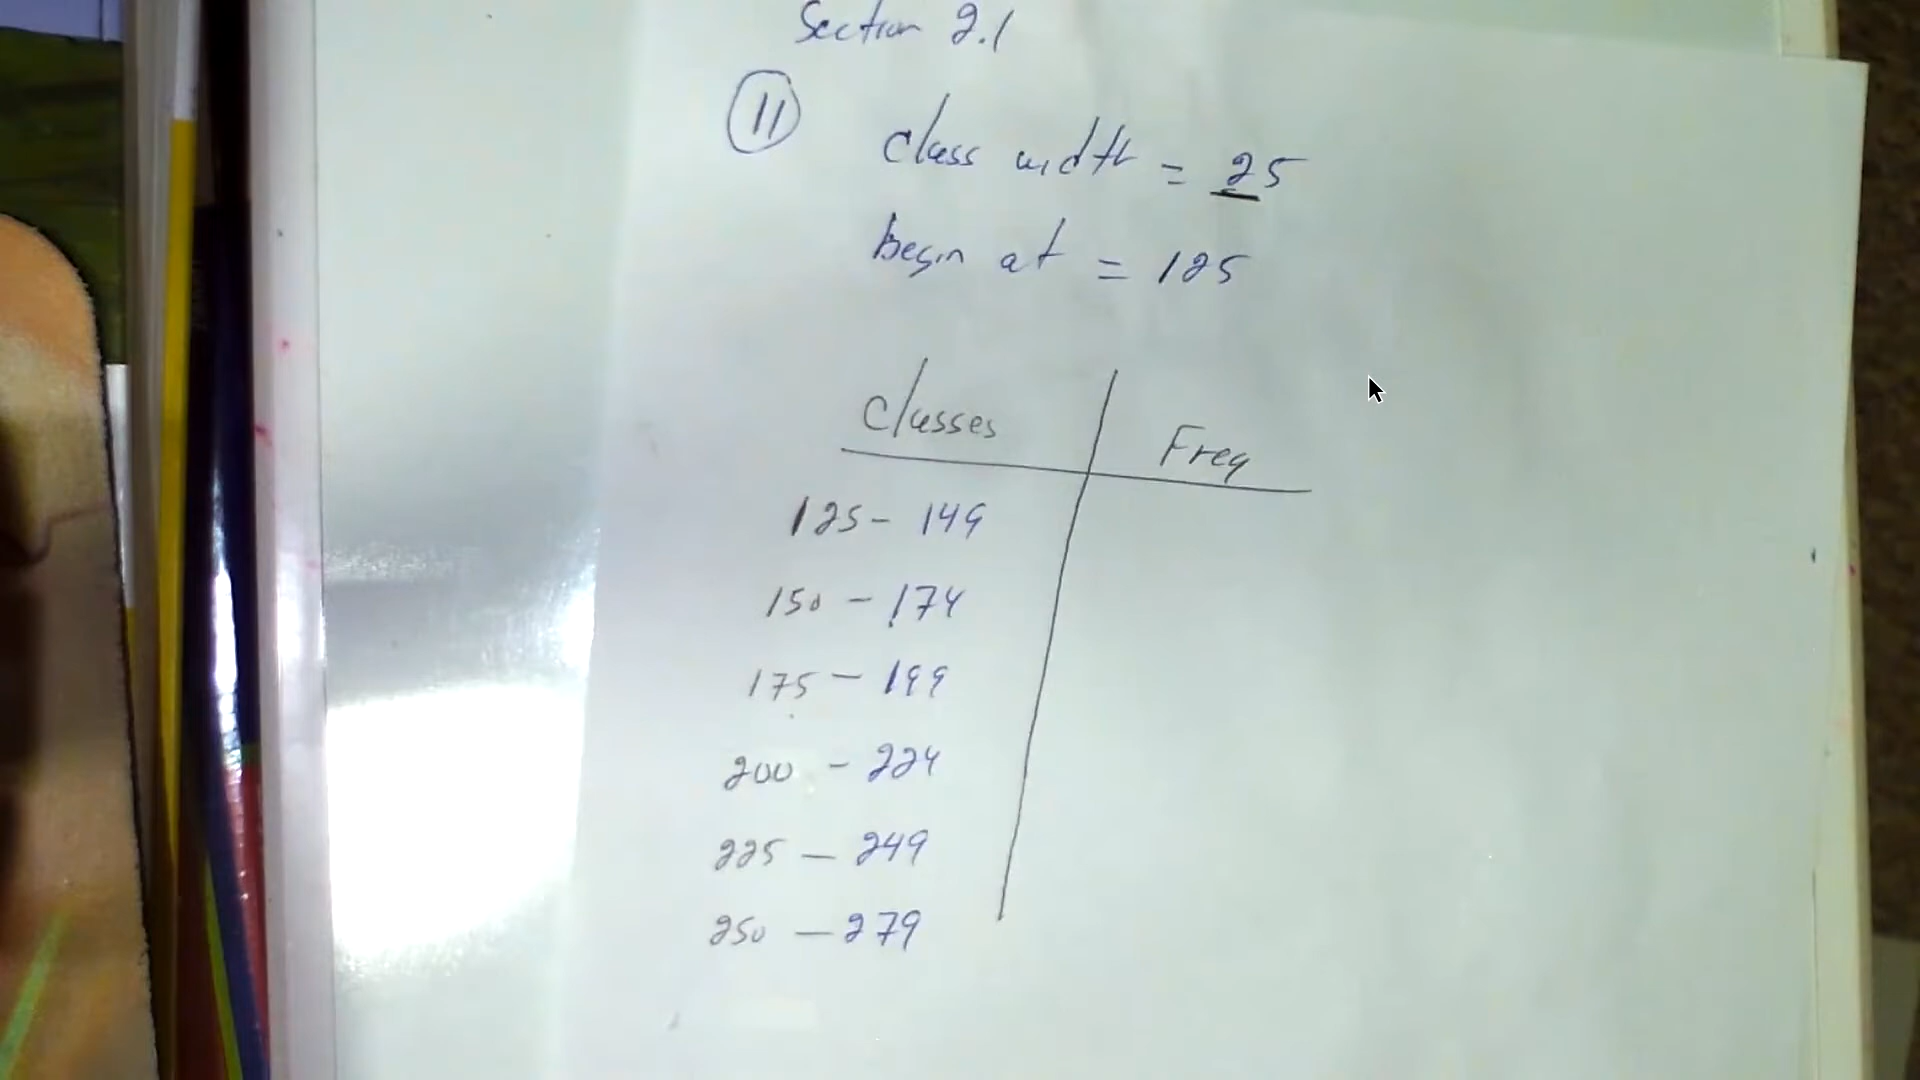 Section 2.1
11 class width = 25
begin at = 125
Classes Freq
125 - 149
150 - 174
175 - 199
200 - 224
225 - 249
250 - 279